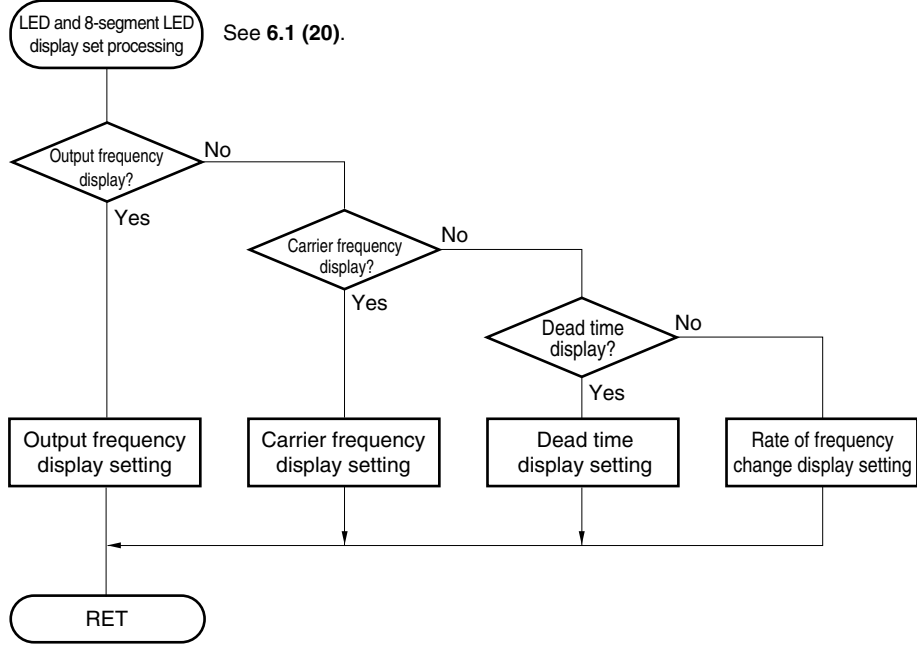 LED and 8-segment LED
display set processing
See 6.1 (20).
Output frequency
display?
No
Yes
Carrier frequency
display?
No
Yes
Dead time
display?
No
Yes
Output frequency
display setting
Carrier frequency
display setting
Dead time
display setting
Rate of frequency
change display setting
RET